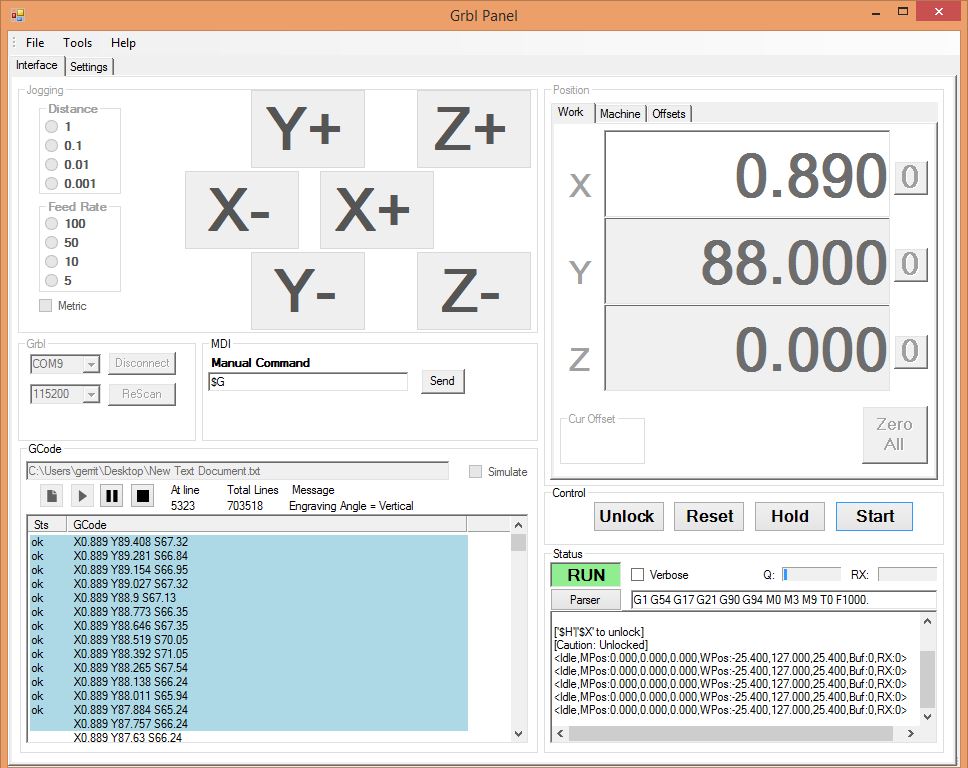 Grbl Panel
File Tools Help
Interface Settings
Jogging
Distance
1
0.1
0.01
0.001
Feed Rate
100
50
10
5
Metric
Y+ Z+
X- X+
Y- Z-
Grbl
COM9 Disconnect
115200 ReScan
MDI
Manual Command
$G Send
GCode
C:\Users\gerrit\Desktop\New Text Document.txt Simulate
At line Total Lines Message
5323 703518 Engraving Angle = Vertical
Sts GCode
ok X0.889 Y89.408 S67.32
ok X0.889 Y89.281 S66.84
ok X0.889 Y89.154 S66.95
ok X0.889 Y89.027 S67.32
ok X0.889 Y88.9 S67.13
ok X0.889 Y88.773 S66.35
ok X0.889 Y88.646 S67.35
ok X0.889 Y88.519 S70.05
ok X0.889 Y88.392 S71.05
ok X0.889 Y88.265 S67.54
ok X0.889 Y88.138 S66.24
ok X0.889 Y88.011 S65.94
ok X0.889 Y87.884 S65.24
X0.889 Y87.757 S66.24
X0.889 Y87.63 S66.24
Position
Work Machine Offsets
X 0.890 0
Y 88.000 0
Z 0.000 0
Cur Offset
Zero
All
Control
Unlock Reset Hold Start
Status
RUN Verbose Q: RX:
Parser G1 G54 G17 G21 G90 G94 M0 M3 M9 T0 F1000.
['$H'|'$X' to unlock]
[Caution: Unlocked]
<Idle,MPos:0.000,0.000,0.000,WPos:-25.400,127.000,25.400,Buf:0,RX:0>
<Idle,MPos:0.000,0.000,0.000,WPos:-25.400,127.000,25.400,Buf:0,RX:0>
<Idle,MPos:0.000,0.000,0.000,WPos:-25.400,127.000,25.400,Buf:0,RX:0>
<Idle,MPos:0.000,0.000,0.000,WPos:-25.400,127.000,25.400,Buf:0,RX:0>
<Idle,MPos:0.000,0.000,0.000,WPos:-25.400,127.000,25.400,Buf:0,RX:0>